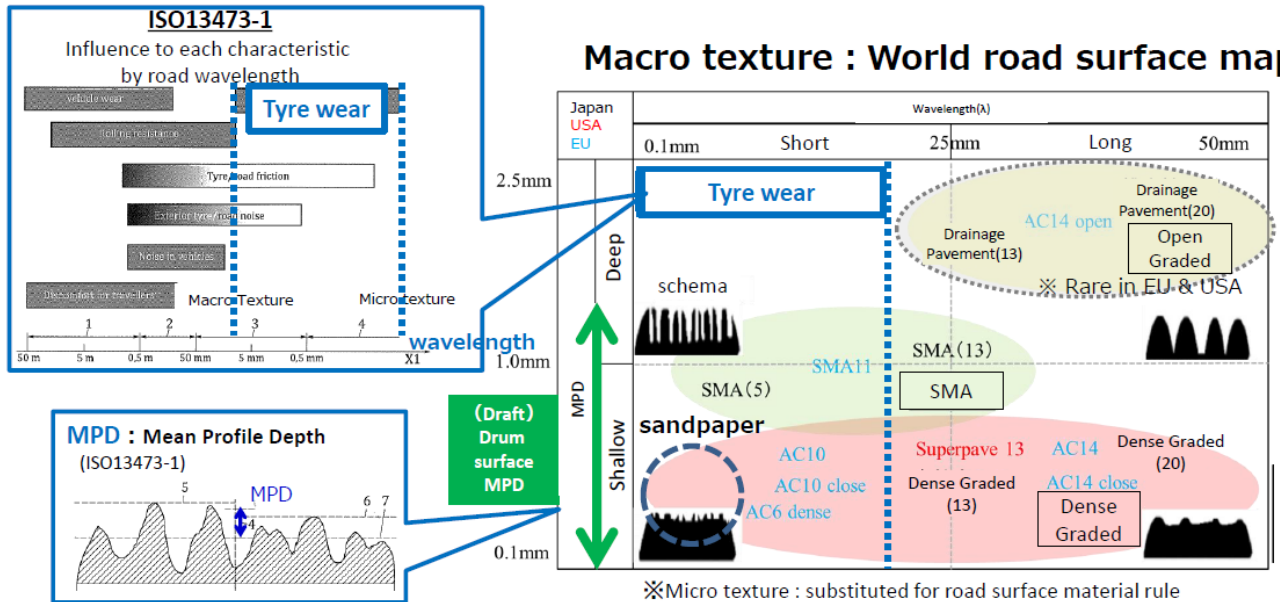 ISO13473-1
Influence to each characteristic
by road wavelength
Vehicle wear
Tyre wear
Rolling resistance
Tyre/road friction
Exterior tyre/road noise
Noise in vehicles
Discomfort for travellers
Macro Texture
Micro texture
1 2 3 4
wavelength
50 m 5 m 0,5 m 50 mm 5 mm 0,5 mm X1
MPD : Mean Profile Depth
(ISO13473-1)
5
MPD
6 7
4
(Draft)
Drum
surface
MPD
Macro texture : World road surface map
Japan
USA
EU
Wavelength(λ)
0.1mm Short 25mm Long 50mm
2.5mm
1.0mm
0.1mm
MPD
Deep
Shallow
Tyre wear
Drainage
Pavement(20)
AC14 open
Drainage
Pavement(13)
Open
Graded
※ Rare in EU & USA
schema
SMA(13)
SMA11
SMA(5)
SMA
sandpaper
AC10
Superpave 13
AC14
Dense Graded
(20)
AC10 close
Dense Graded
(13)
AC14 close
AC6 dense
Dense
Graded
※Micro texture : substituted for road surface material rule